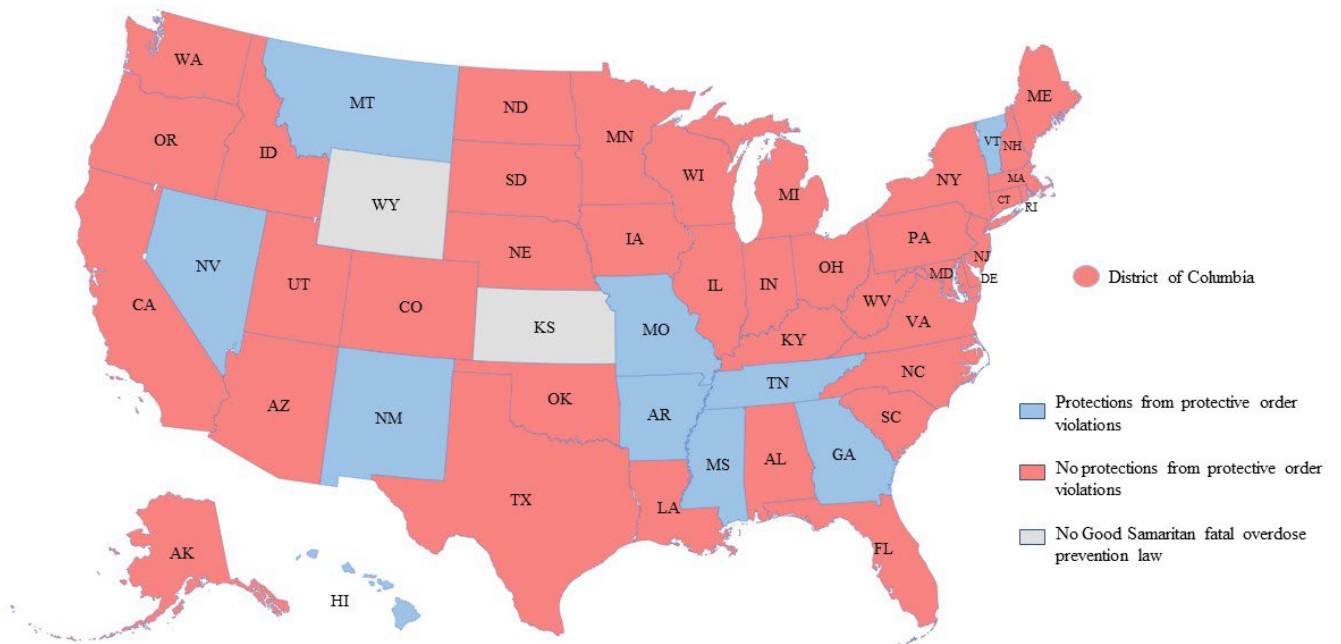 WA
MT
ND
MN
ME
VT
NH
OR
ID
SD
WI
MI
NY
MA
CT
RI
WY
IA
NE
PA
NJ
NV
UT
CO
IL
IN
OH
MD
DE
District of Columbia
CA
KS
MO
WV
VA
KY
AZ
NM
OK
AR
TN
NC
SC
MS
AL
GA
TX
LA
FL
AK
HI
Protections from protective order
violations
No protections from protective order
violations
No Good Samaritan fatal overdose
prevention law